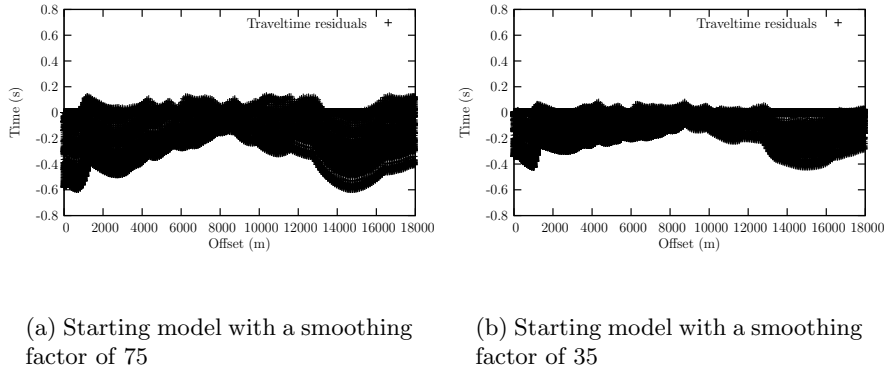 0.8
0.6
0.4
0.2
0
-0.2
-0.4
-0.6
-0.8
Time (s)
Traveltime residuals +
0 2000 4000 6000 8000 10000 12000 14000 16000 18000
Offset (m)
(a) Starting model with a smoothing
factor of 75
0.8
0.6
0.4
0.2
0
-0.2
-0.4
-0.6
-0.8
Time (s)
Traveltime residuals +
0 2000 4000 6000 8000 10000 12000 14000 16000 18000
Offset (m)
(b) Starting model with a smoothing
factor of 35